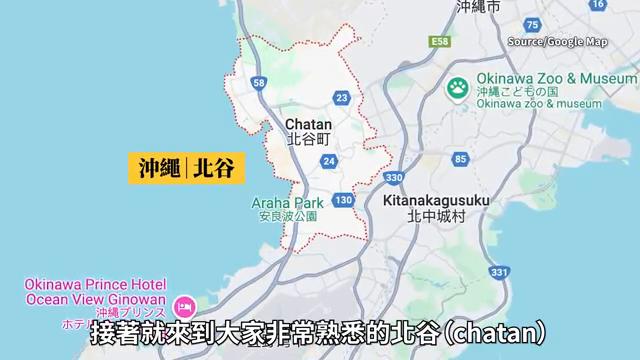 沖縄市
75
16
E58
Source/Google Map
58
Okinawa Zoo & Museum
沖縄こどもの国
Okinawa zoo & museum
23
Chatan
北谷町
沖繩|北谷
24
85
330
Araha Park
安良波公園
130
Kitanakagusuku
北中城村
331
Okinawa Prince Hotel
Ocean View Ginowan
沖縄プリンス
ホテル
接著就來到大家非常熟悉的北谷(chatan)